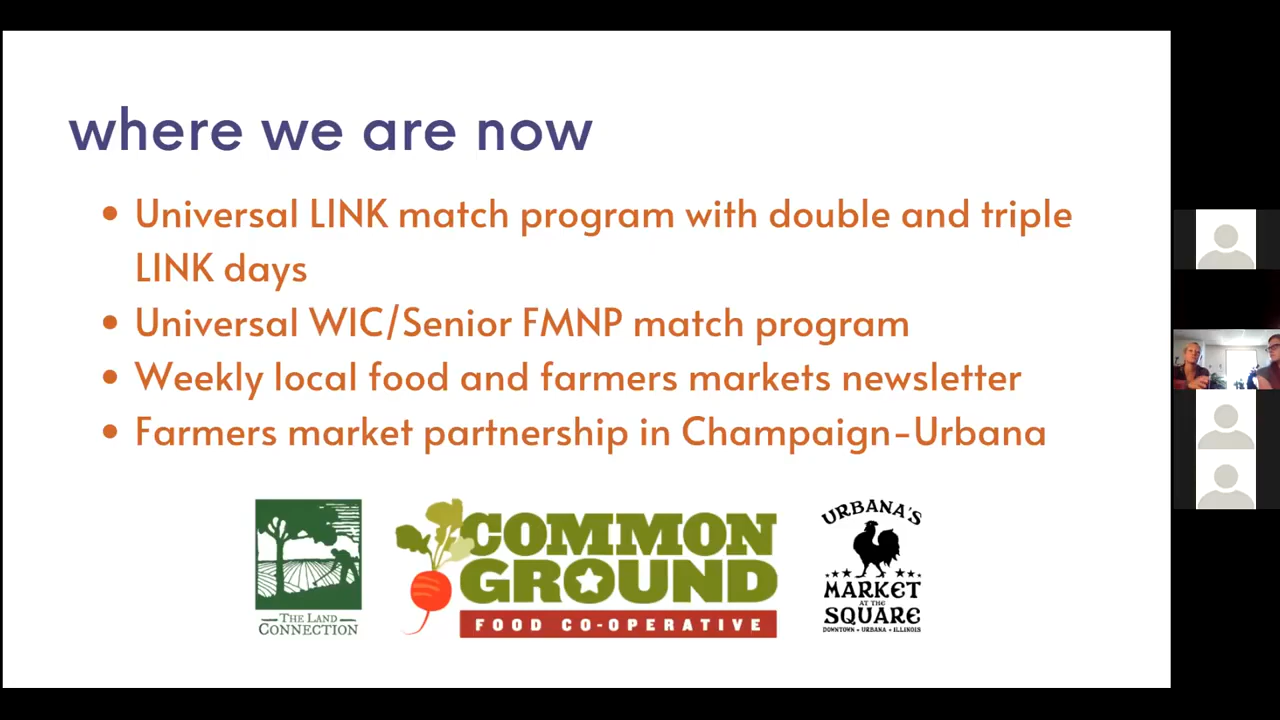 where we are now
Universal LINK match program with double and triple
LINK days
Universal WIC/Senior FMNP match program
Weekly local food and farmers markets newsletter
Farmers market partnership in Champaign-Urbana
THE LAND
CONNECTION
COMMON
GROUND
FOOD CO-OPERATIVE
URBANA'S
MARKET
AT THE
SQUARE
DOWNTOWN • URBANA • ILLINOIS